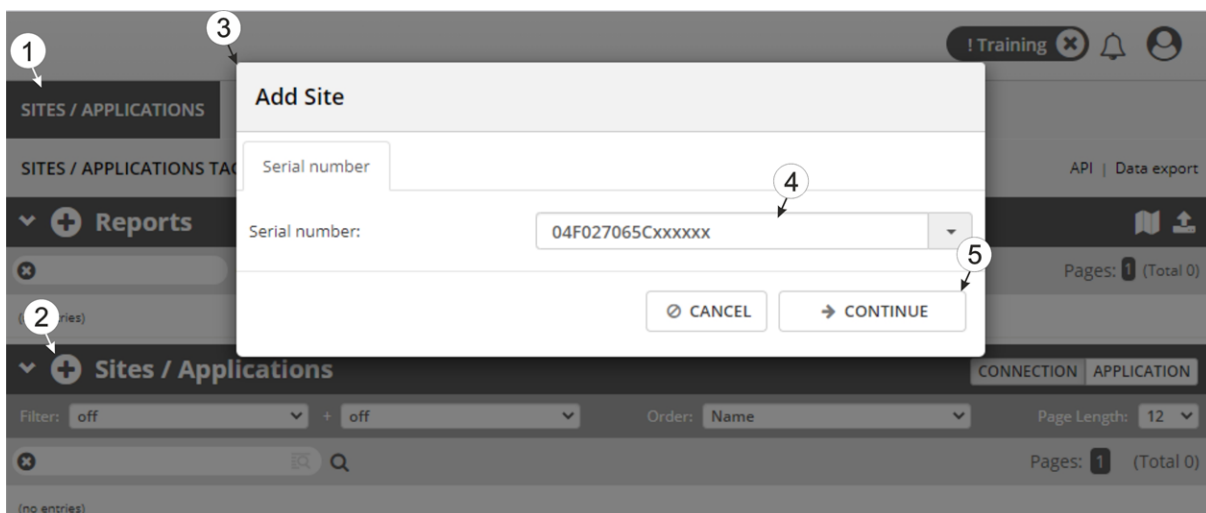 3
1
! Training
Add Site
SITES / APPLICATIONS
SITES / APPLICATIONS
Serial number
API | Data export
4
Reports
Serial number:
04F027065Cxxxxxx
5
Pages: 1 (Total 0)
CANCEL
CONTINUE
2
Sites / Applications
CONNECTION APPLICATION
Filter: off + off Order: Name Page Length: 12
Pages: 1 (Total 0)
(no entries)